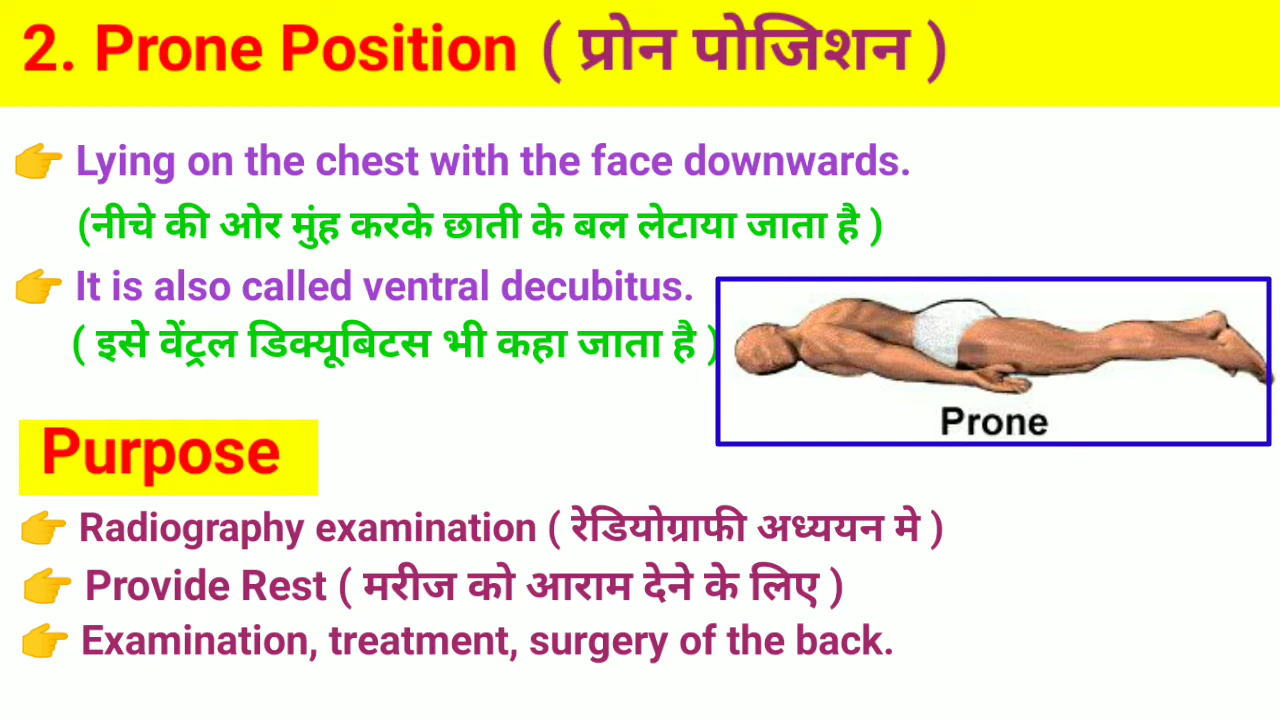 2. Prone Position ( प्रोन पोजिशन )
👉 Lying on the chest with the face downwards.
(नीचे की ओर मुंह करके छाती के बल लेटाया जाता है )
👉 It is also called ventral decubitus.
( इसे वेंट्रल डिक्यूबिटस भी कहा जाता है )
Prone
Purpose
👉 Radiography examination ( रेडियोग्राफी अध्ययन मे )
👉 Provide Rest ( मरीज को आराम देने के लिए )
👉 Examination, treatment, surgery of the back.